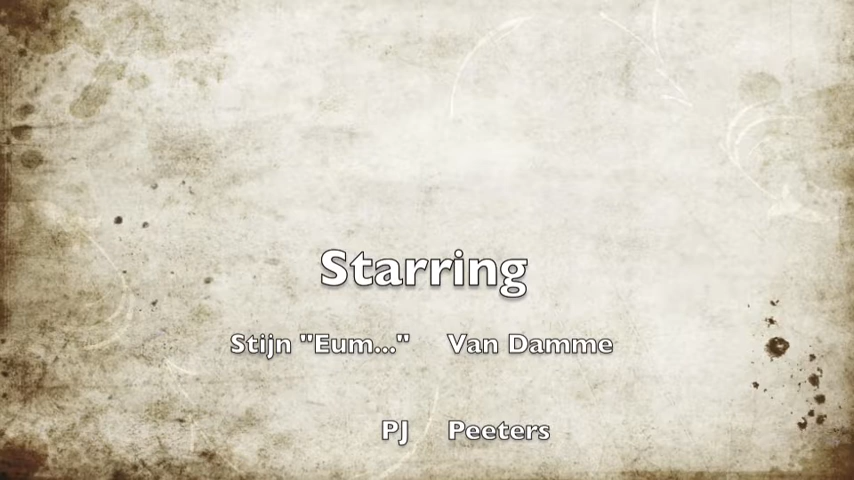 Starring
Stijn "Eum..." Van Damme
PJ Peeters